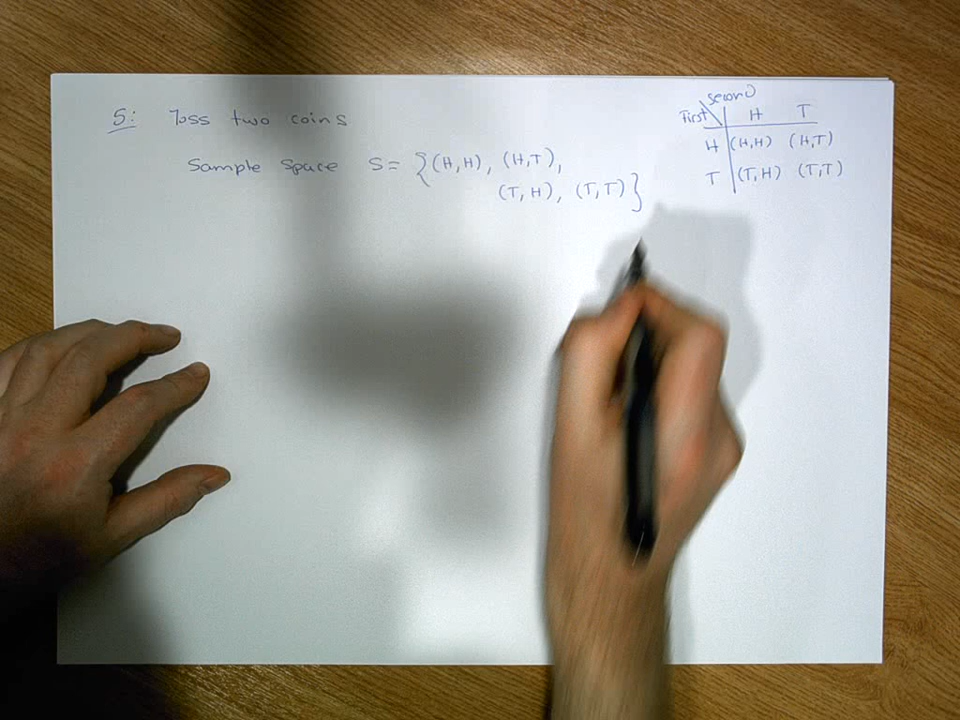 5: Toss two coins
Sample space S = {(H,H), (H,T),
(T,H), (T,T)}
second
First H T
H (H,H) (H,T)
T (T,H) (T,T)